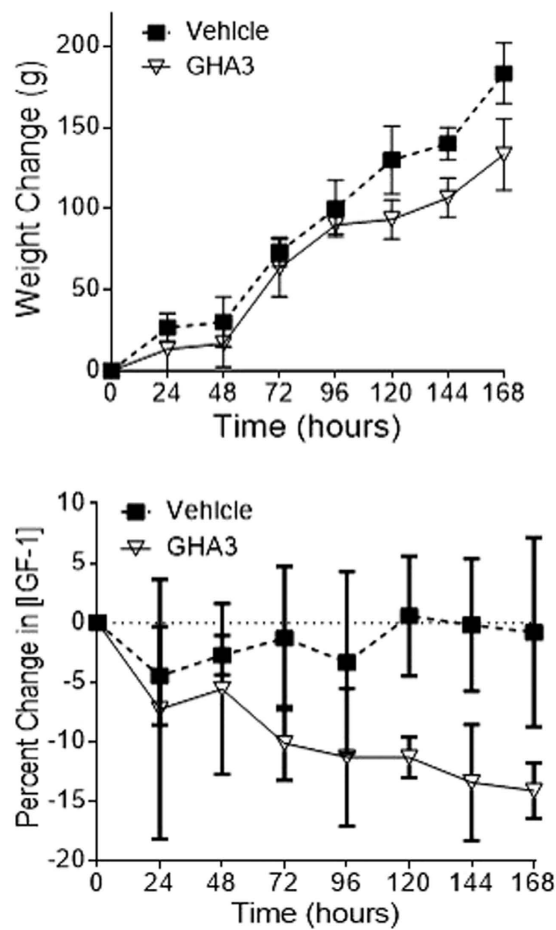 Weight Change (g)
200
150
100
50
0
Vehicle
GHA3
0 24 48 72 96 120 144 168
Time (hours)
Percent Change in [IGF-1]
10
5
0
-5
-10
-15
-20
Vehicle
GHA3
0 24 48 72 96 120 144 168
Time (hours)